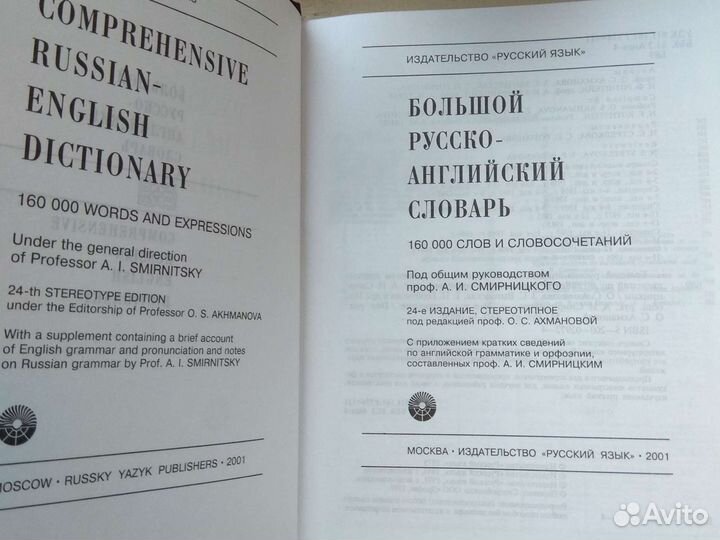 COMPREHENSIVE
RUSSIAN-
ENGLISH
DICTIONARY
160 000 WORDS AND EXPRESSIONS
Under the general direction
of Professor A. I. SMIRNITSKY
24-th STEREOTYPE EDITION
under the Editorship of Professor O. S. AKHMANOVA
With a supplement containing a brief account
of English grammar and pronunciation and notes
on Russian grammar by Prof. A. I. SMIRNITSKY
MOSCOW · RUSSKY YAZYK PUBLISHERS · 2001
ИЗДАТЕЛЬСТВО «РУССКИЙ ЯЗЫК»
БОЛЬШОЙ
РУССКО-
АНГЛИЙСКИЙ
СЛОВАРЬ
160 000 СЛОВ И СЛОВОСОЧЕТАНИЙ
Под общим руководством
проф. А. И. СМИРНИЦКОГО
24-е ИЗДАНИЕ, СТЕРЕОТИПНОЕ
под редакцией проф. О. С. АХМАНОВОЙ
С приложением кратких сведений
по английской грамматике и орфоэпии,
составленных проф. А. И. СМИРНИЦКИМ
МОСКВА · ИЗДАТЕЛЬСТВО «РУССКИЙ ЯЗЫК» · 2001
Avito